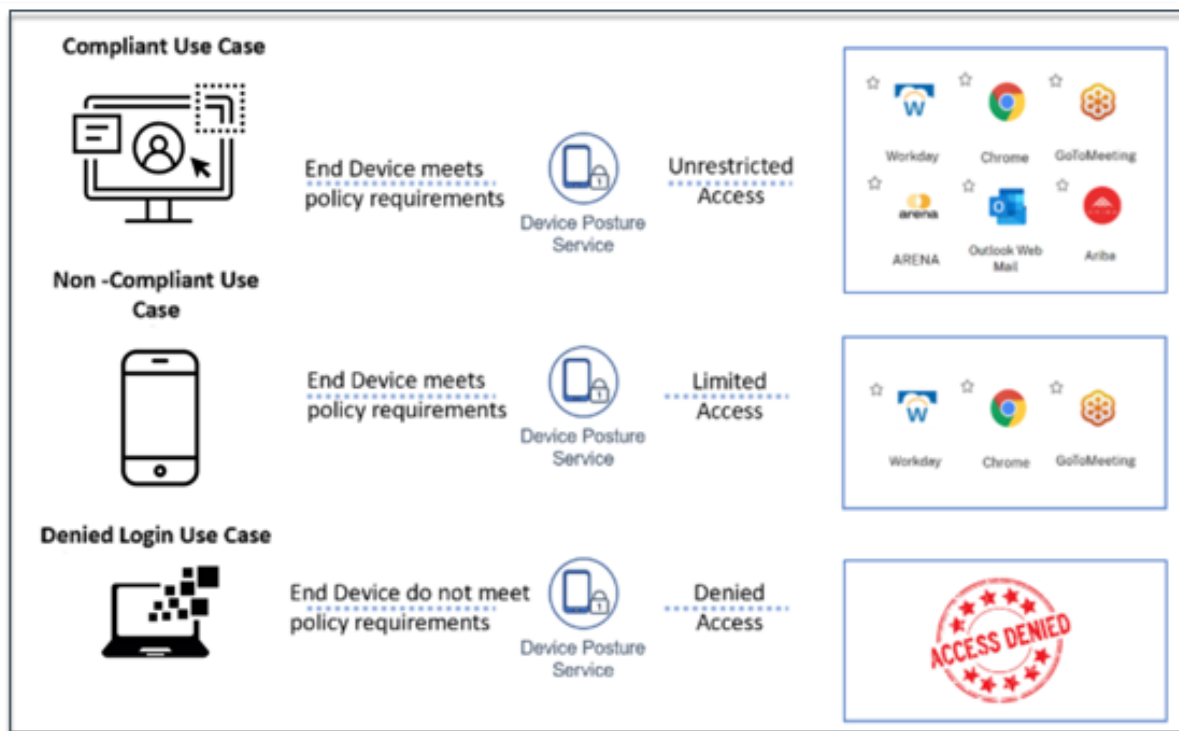 Compliant Use Case
End Device meets
policy requirements
Device Posture
Service
Unrestricted
Access
W
Workday
Chrome
GoToMeeting
arena
ARENA
O
Outlook Web
Mail
Ariba
Non -Compliant Use
Case
End Device meets
policy requirements
Device Posture
Service
Limited
Access
W
Workday
Chrome
GoToMeeting
Denied Login Use Case
End Device do not meet
policy requirements
Device Posture
Service
Denied
Access
ACCESS DENIED